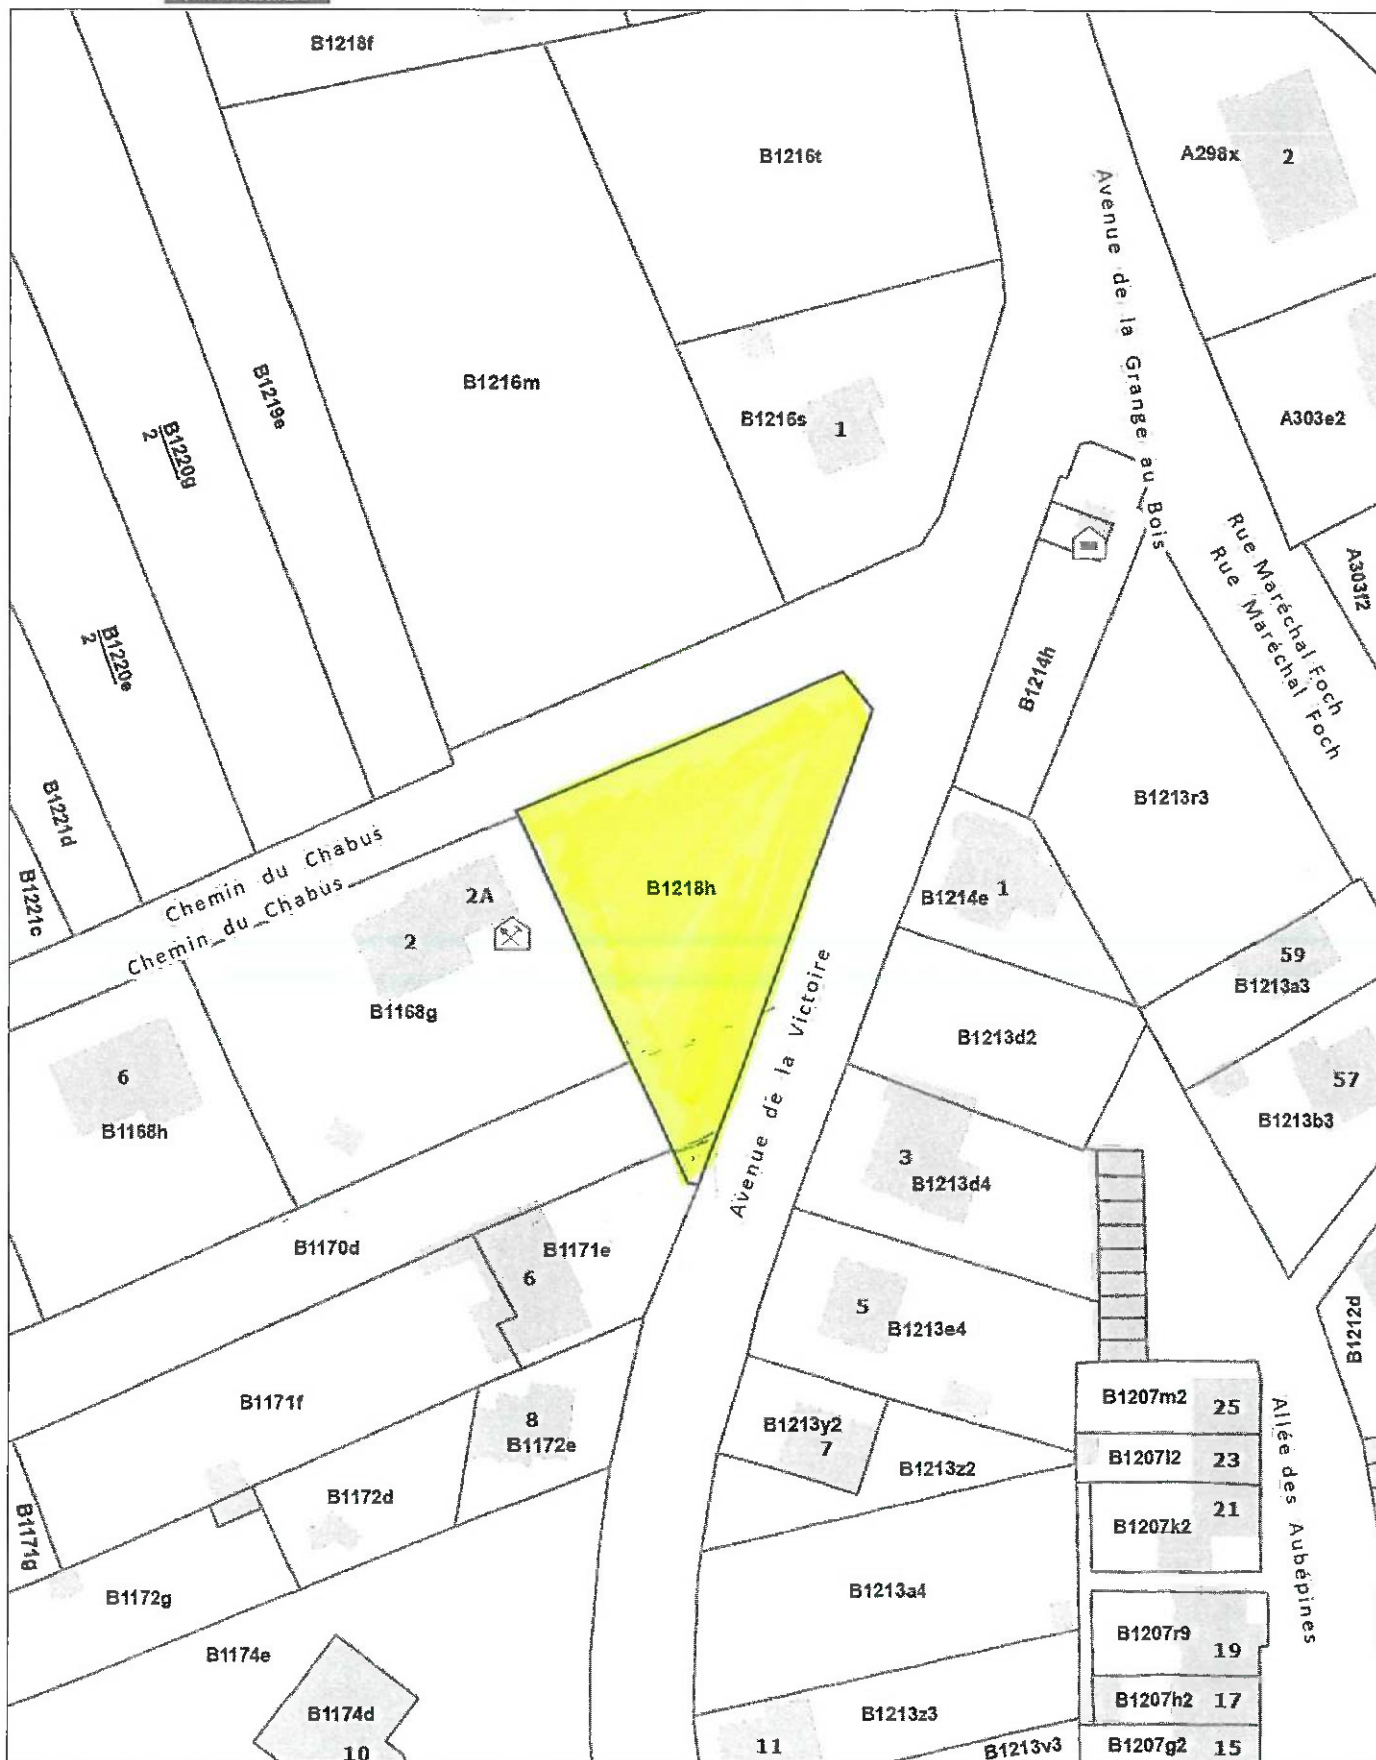 B1218f
B1216t
A298x
2
Avenue de la Grange au Bois
B1219e
B1216m
B1216s
1
A303e2
B1220g
2
Rue Maréchal Foch
Rue Maréchal Foch
A303f2
B1220e
2
B1214h
B1213r3
B1221d
B1221c
Chemin du Chabus
Chemin du Chabus
2A
2
B1218h
B1214e
1
59
B1213a3
B1168g
Avenue de la Victoire
B1213d2
6
B1168h
57
B1213b3
3
B1213d4
B1170d
B1171e
6
5
B1213e4
B1212d
B1171f
B1207m2
25
8
B1172e
B1213y2
7
B1213z2
B1207l2
23
Allée des Aubépines
B1172d
B1207k2
21
B1171g
B1172g
B1213a4
B1174e
B1207r9
19
B1174d
10
B1213z3
B1207h2
17
11
B1213v3
B1207g2
15